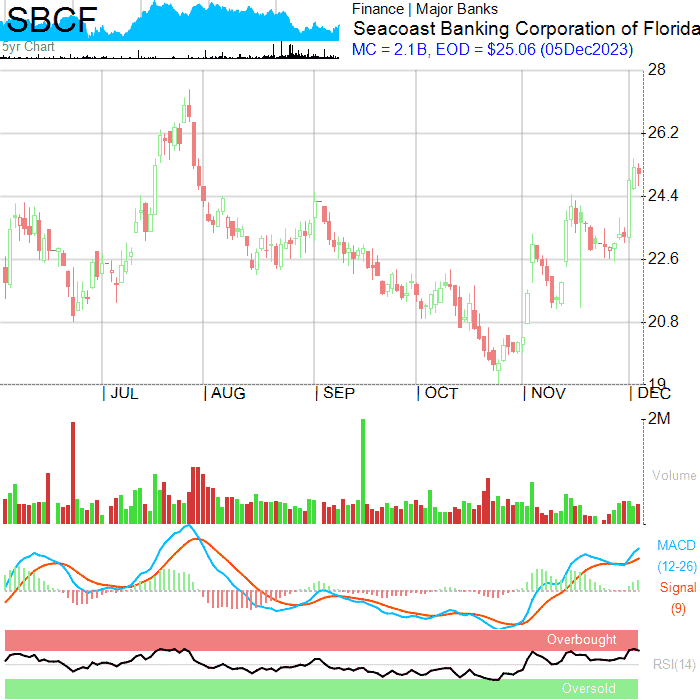 SBCF
5yr Chart
Finance | Major Banks
Seacoast Banking Corporation of Florida
MC = 2.1B, EOD = $25.06 (05Dec2023)
28
26.2
24.4
22.6
20.8
19
| JUL | AUG | SEP | OCT | NOV | DEC
2M
Volume
MACD
(12-26)
Signal
(9)
Overbought
RSI(14)
Oversold